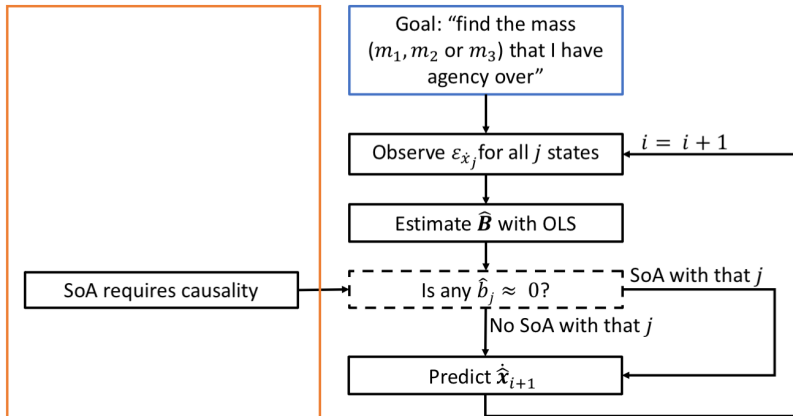 Goal: “find the mass
(m₁, m₂ or m₃) that I have
agency over”
Observe ε_{ẋ_j} for all j states
i = i + 1
Estimate B̂ with OLS
SoA requires causality
Is any b̂_j ≈ 0?
SoA with that j
No SoA with that j
Predict \dot{\hat{x}}_{i+1}